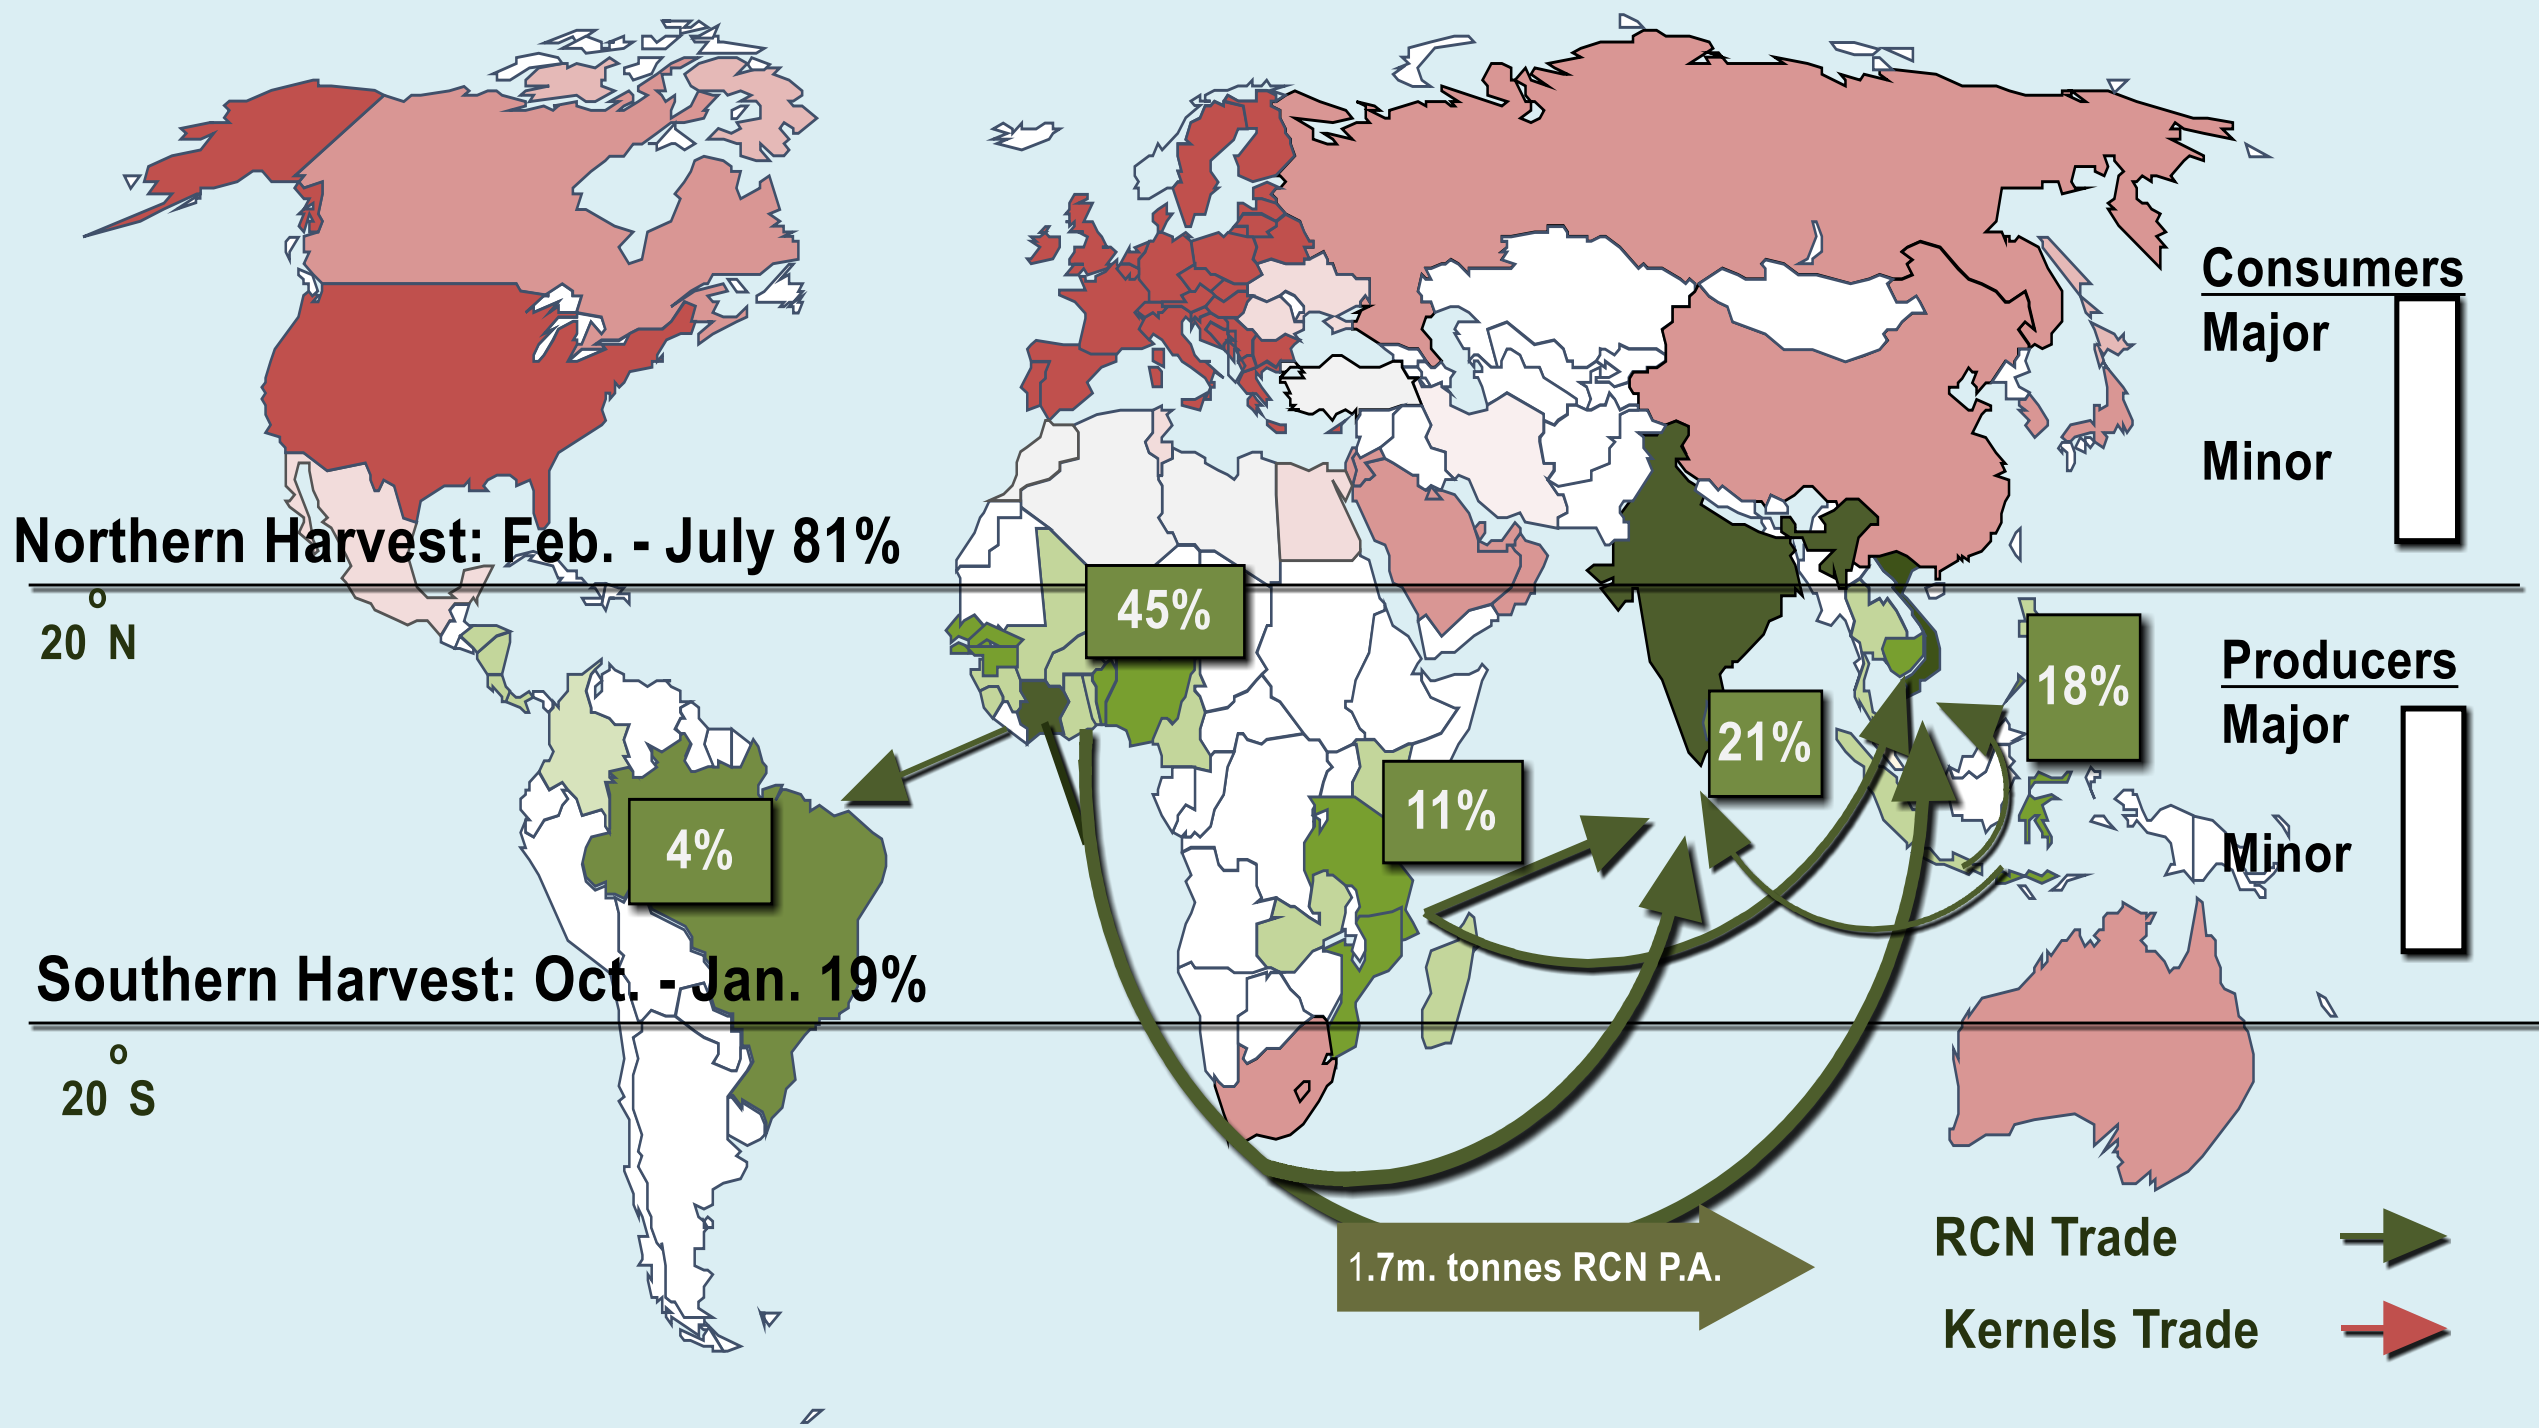 Consumers
Major
Minor
Northern Harvest: Feb. - July 81%
20 o N
45%
18%
Producers
Major
21%
11%
4%
Minor
Southern Harvest: Oct. - Jan. 19%
20 o S
RCN Trade
1.7m. tonnes RCN P.A.
Kernels Trade